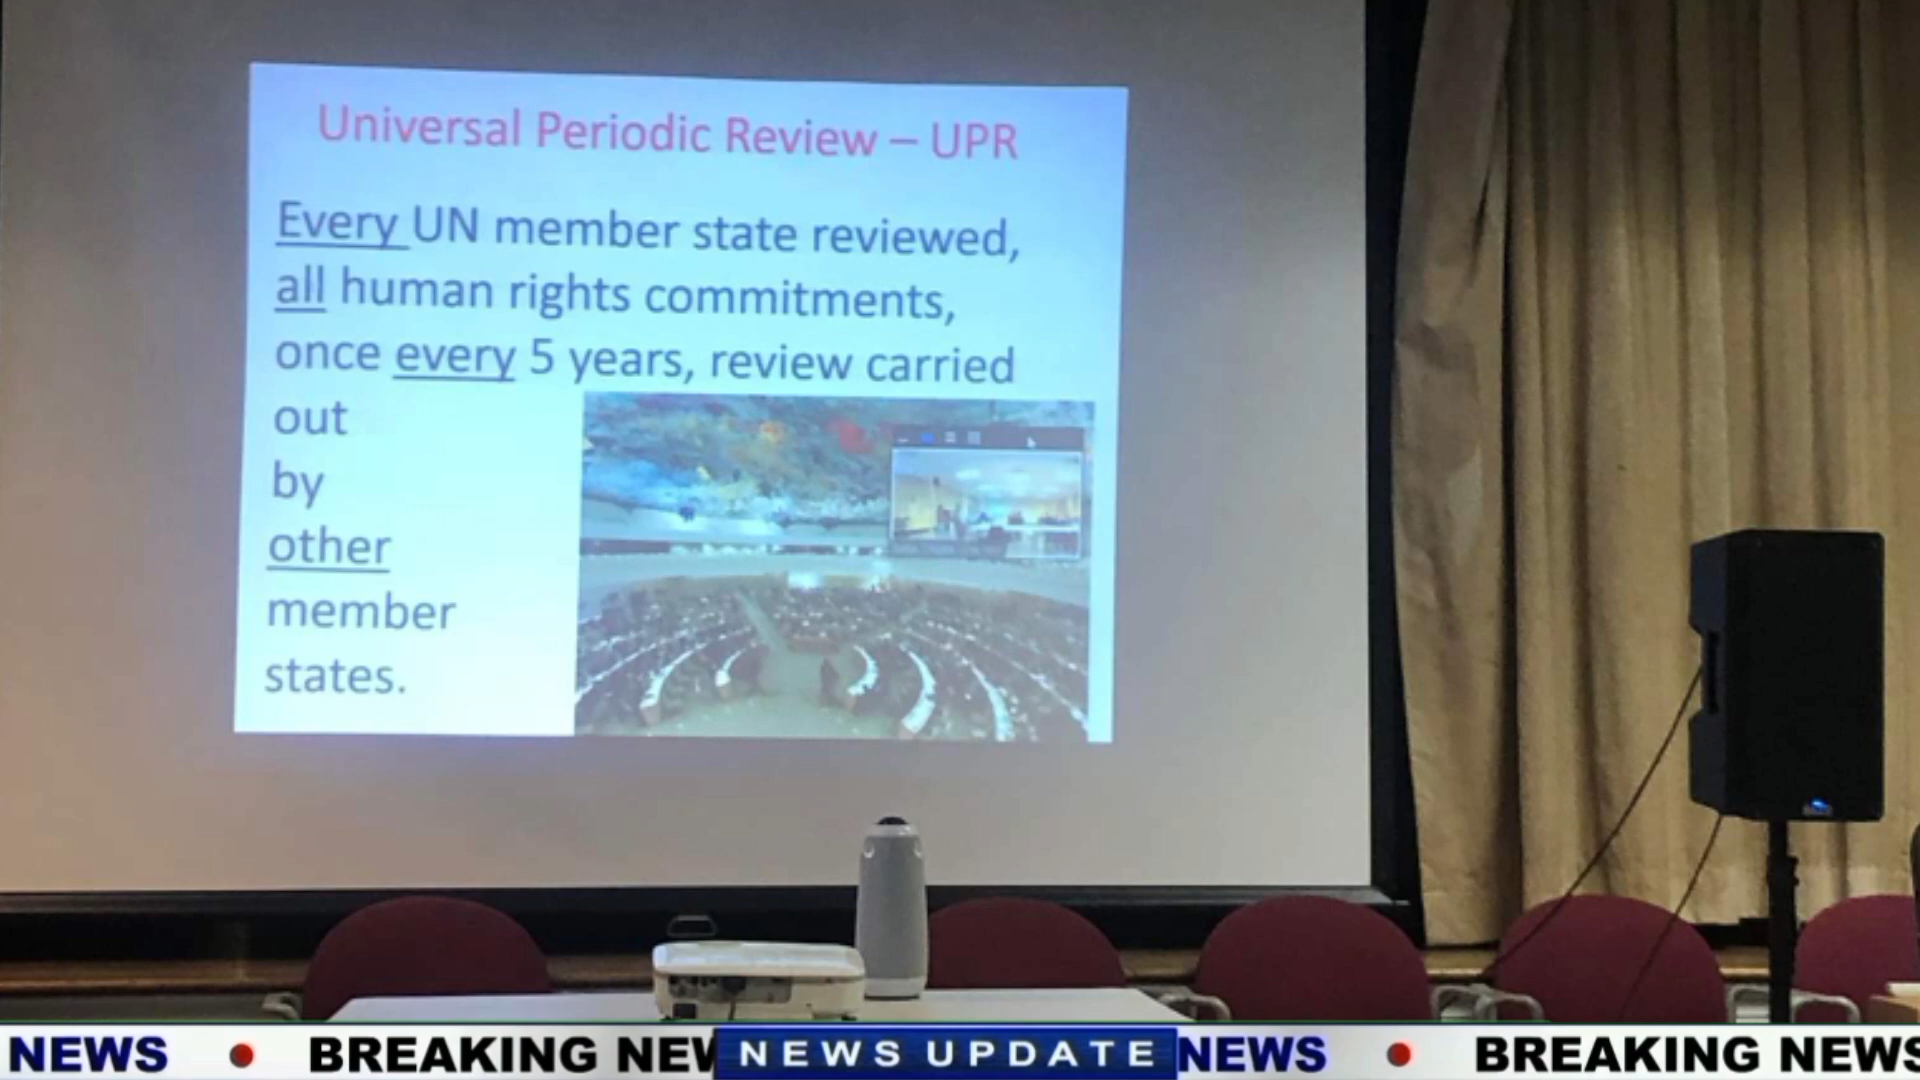 Universal Periodic Review – UPR
Every UN member state reviewed,
all human rights commitments,
once every 5 years, review carried
out
by
other
member
states.
NEWS • BREAKING NEW NEWS UPDATE NEWS • BREAKING NEWS